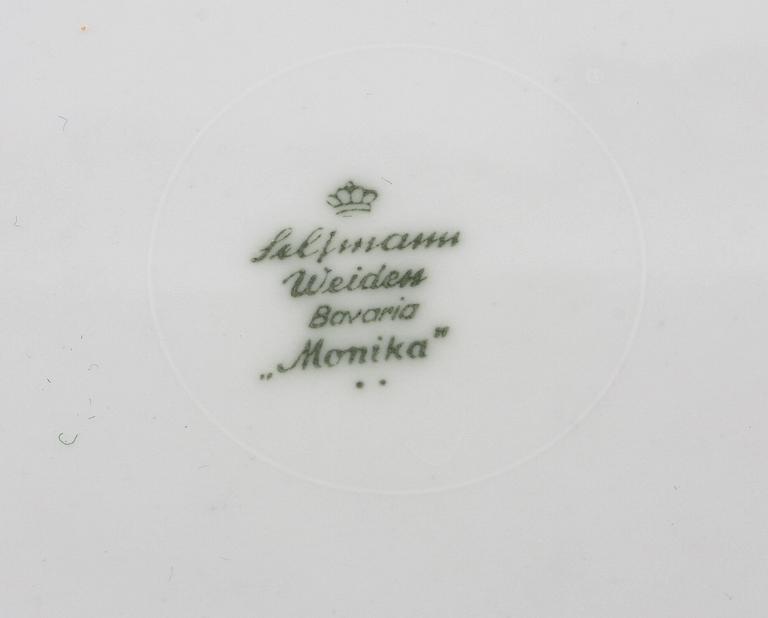 Seltmann
Weiden
Bavaria
„Monika"